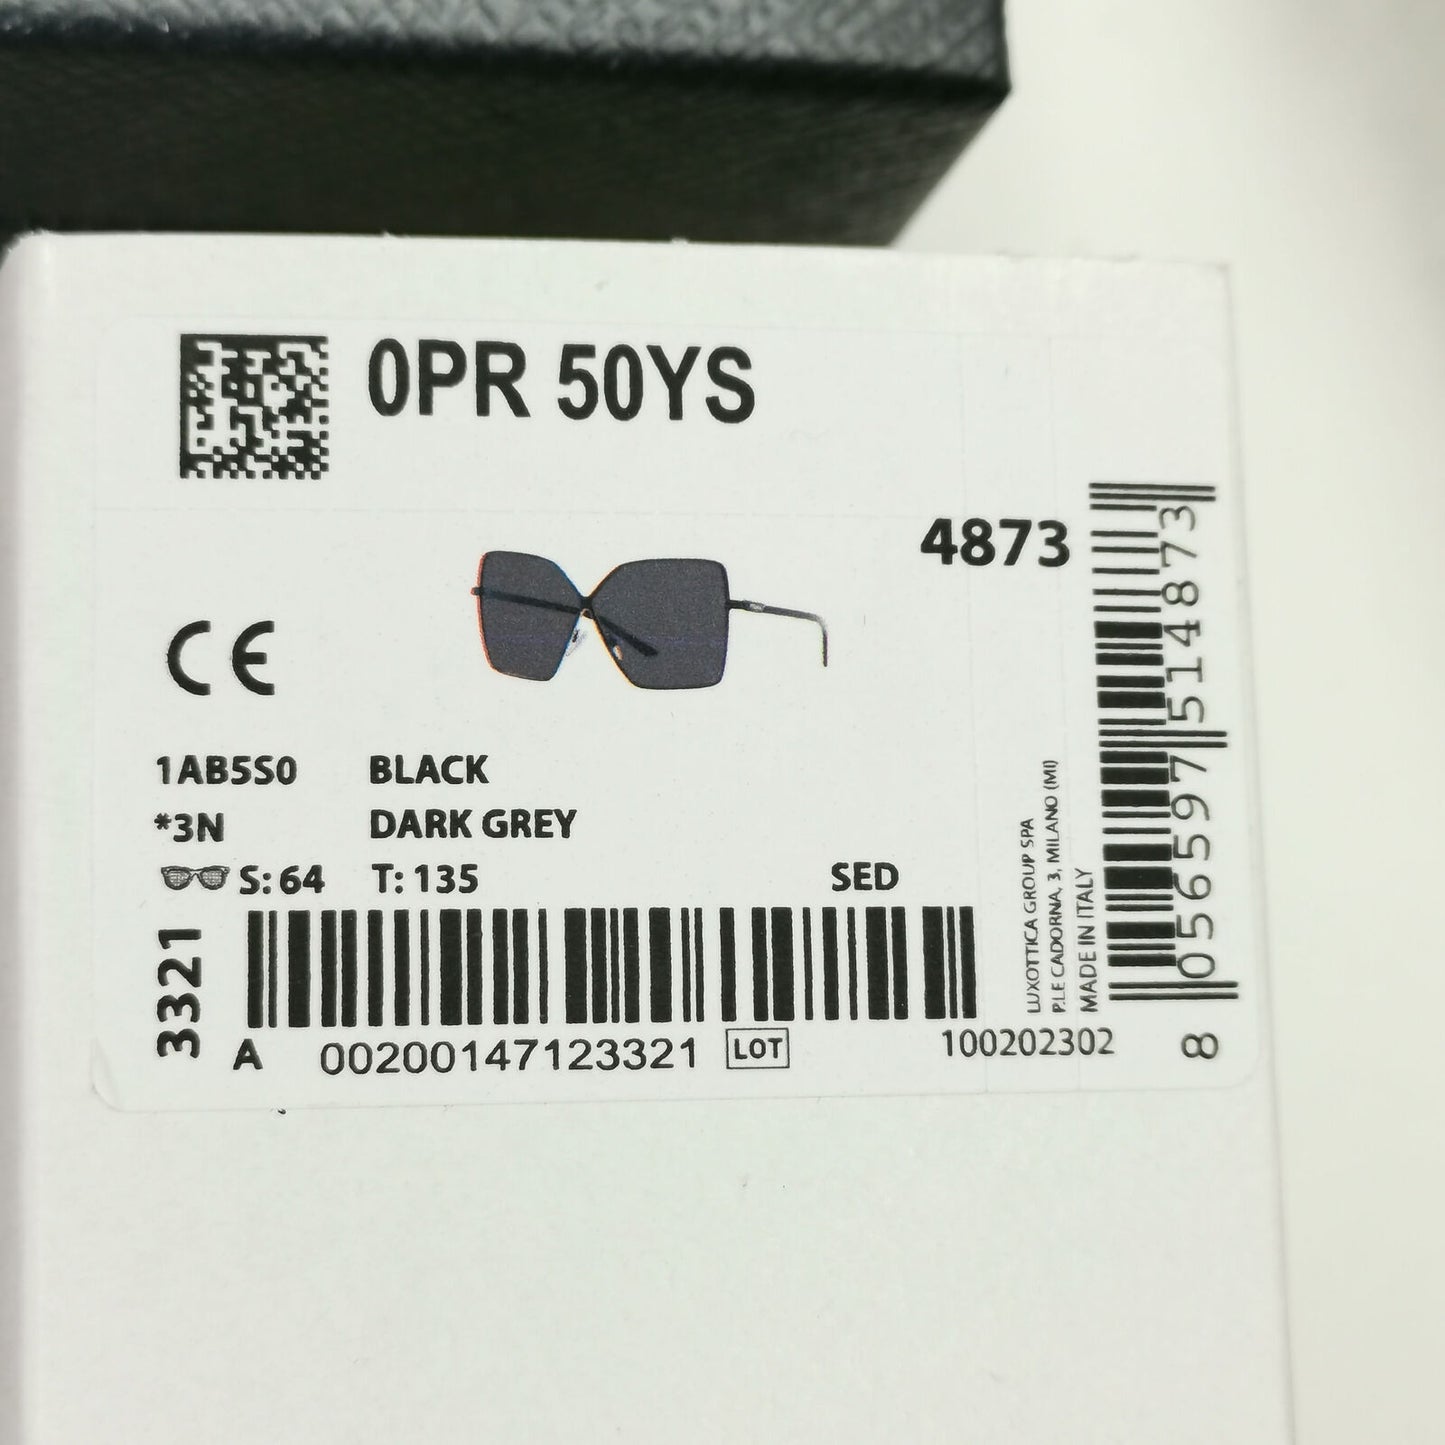 0PR 50YS
4873
CE
1AB5S0 BLACK
*3N DARK GREY
S: 64 T: 135 SED
3321
A 00200147123321 LOT 100202302
LUXOTTICA GROUP SPA
P.LE CADORNA, 3, MILANO (MI)
MADE IN ITALY
8 056597 514873